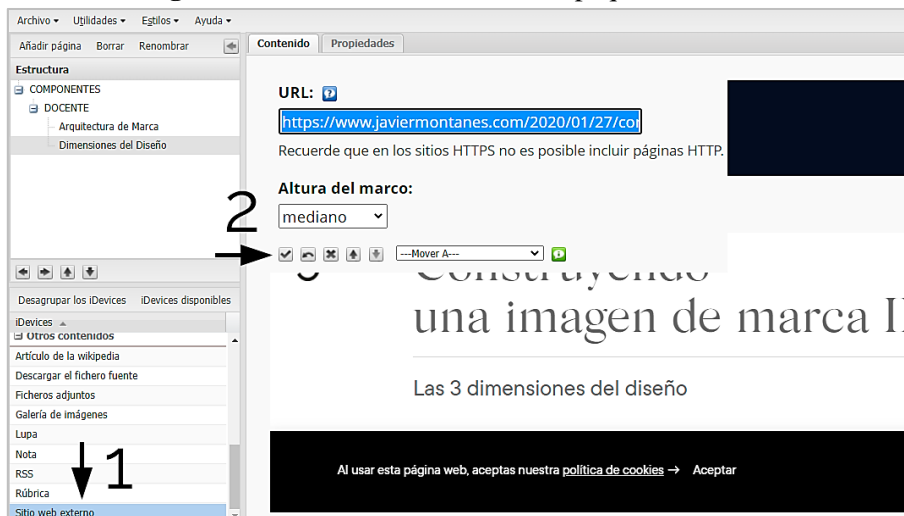 Archivo Utilidades Estilos Ayuda
Añadir página Borrar Renombrar
Estructura
COMPONENTES
DOCENTE
Arquitectura de Marca
Dimensiones del Diseño
Desagrupar los iDevices iDevices disponibles
iDevices
Otros contenidos
Artículo de la wikipedia
Descargar el fichero fuente
Ficheros adjuntos
Galería de imágenes
Lupa
Nota
RSS
Rúbrica
Sitio web externo
1
2
Contenido Propiedades
URL:
https://www.javiermontanes.com/2020/01/27/con
Recuerde que en los sitios HTTPS no es posible incluir páginas HTTP.
Altura del marco:
mediano
---Mover A---
Construyendo
una imagen de marca II
Las 3 dimensiones del diseño
Al usar esta página web, aceptas nuestra política de cookies → Aceptar